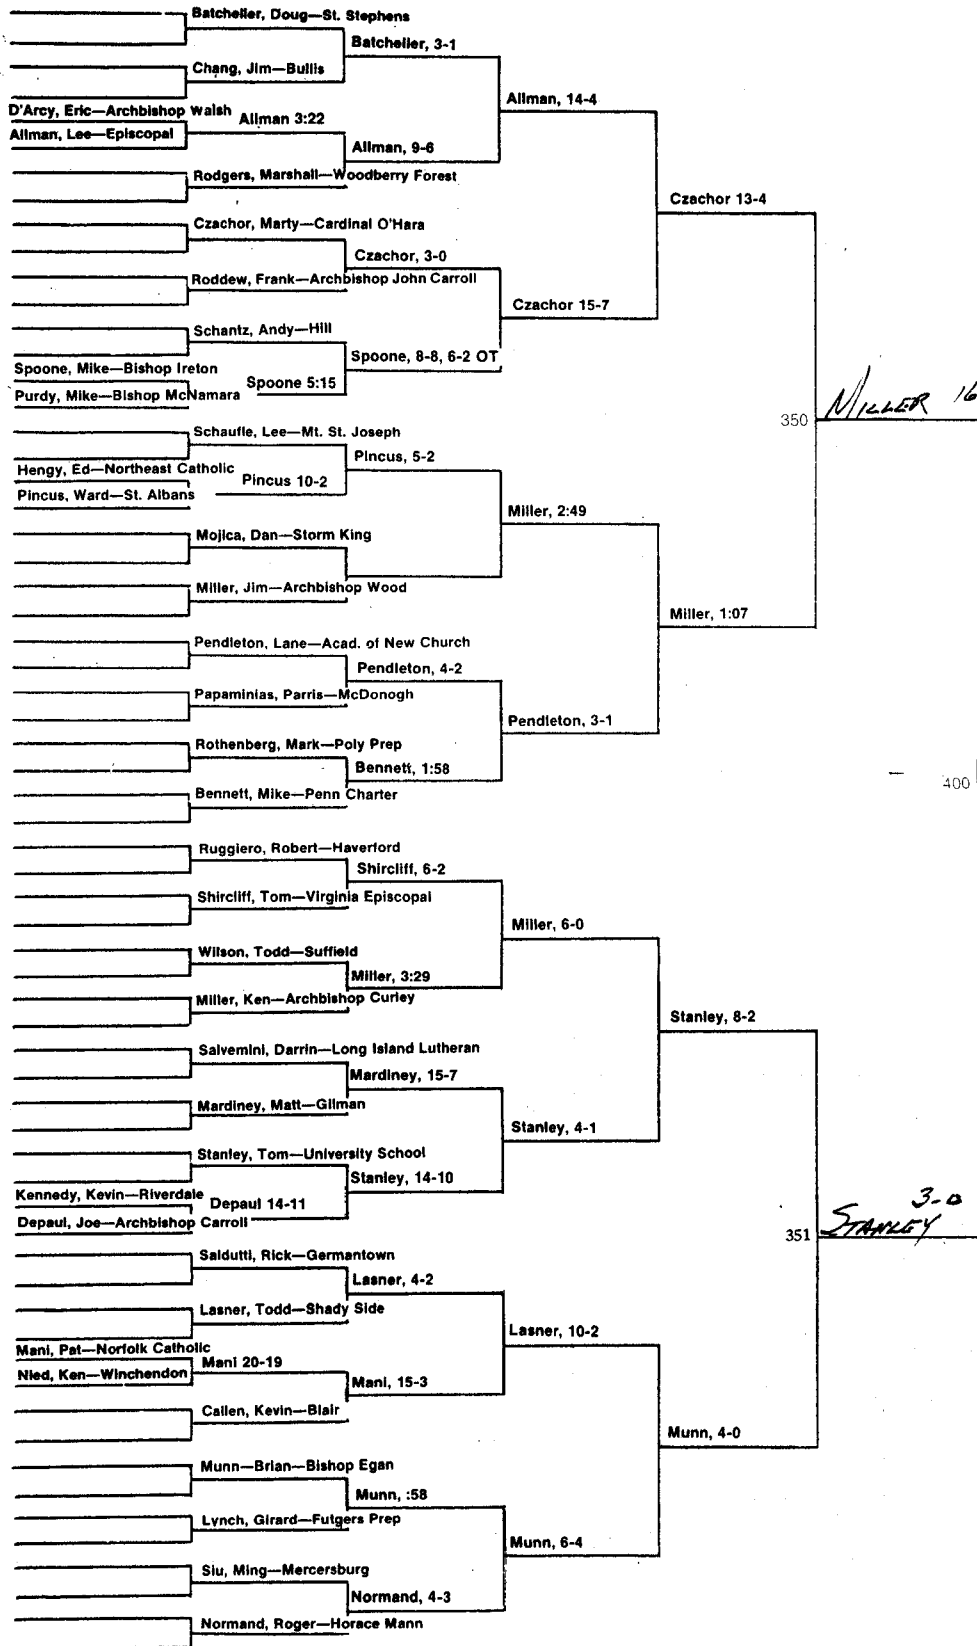 Batcheller, Doug—St. Stephens
Batcheller, 3-1
Chang, Jim—Bullis
Allman, 14-4
D'Arcy, Eric—Archbishop Walsh
Allman 3:22
Allman, Lee—Episcopal
Allman, 9-6
Rodgers, Marshall—Woodberry Forest
Czachor 13-4
Czachor, Marty—Cardinal O'Hara
Czachor, 3-0
Roddew, Frank—Archbishop John Carroll
Czachor 15-7
Schantz, Andy—Hill
Spoone, 8-8, 6-2 OT
Spoone, Mike—Bishop Ireton
Spoone 5:15
Purdy, Mike—Bishop McNamara
MILLER 16
350
Schaufle, Lee—Mt. St. Joseph
Pincus, 5-2
Hengy, Ed—Northeast Catholic
Pincus 10-2
Pincus, Ward—St. Albans
Miller, 2:49
Mojica, Dan—Storm King
Miller, Jim—Archbishop Wood
Miller, 1:07
Pendleton, Lane—Acad. of New Church
Pendleton, 4-2
Papaminias, Parris—McDonogh
Pendleton, 3-1
Rothenberg, Mark—Poly Prep
Bennett, 1:58
400
Bennett, Mike—Penn Charter
Ruggiero, Robert—Haverford
Shircliff, 6-2
Shircliff, Tom—Virginia Episcopal
Miller, 6-0
Wilson, Todd—Suffield
Miller, 3:29
Miller, Ken—Archbishop Curley
Stanley, 8-2
Salvemini, Darrin—Long Island Lutheran
Mardiney, 15-7
Mardiney, Matt—Gilman
Stanley, 4-1
Stanley, Tom—University School
Stanley, 14-10
Kennedy, Kevin—Riverdale
Depaul 14-11
Depaul, Joe—Archbishop Carroll
3-0
STANLEY
351
Saldutti, Rick—Germantown
Lasner, 4-2
Lasner, Todd—Shady Side
Lasner, 10-2
Mani, Pat—Norfolk Catholic
Mani 20-19
Nied, Ken—Winchendon
Mani, 15-3
Callen, Kevin—Blair
Munn, 4-0
Munn—Brian—Bishop Egan
Munn, :58
Lynch, Girard—Futgers Prep
Munn, 6-4
Siu, Ming—Mercersburg
Normand, 4-3
Normand, Roger—Horace Mann